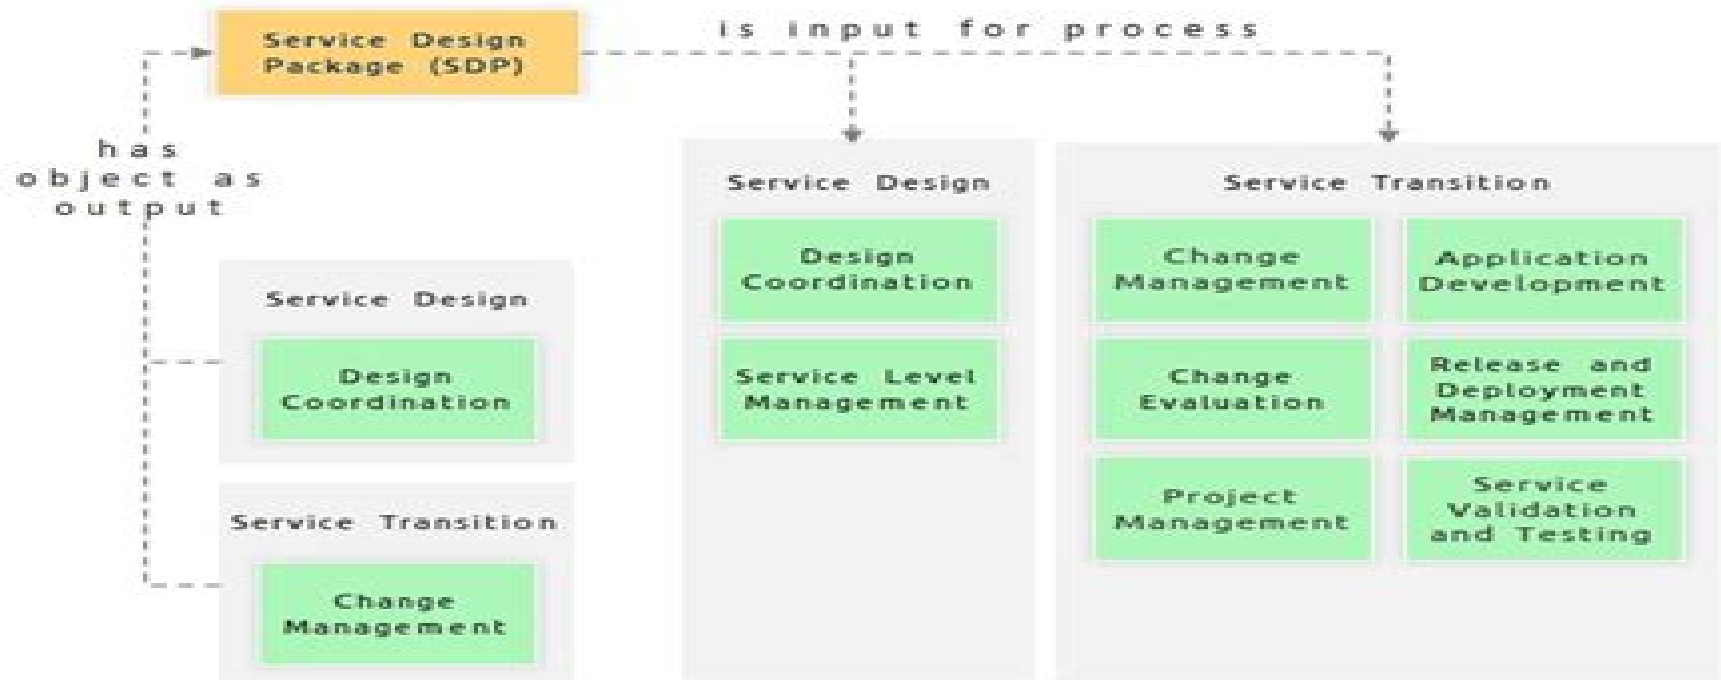 Service Design
Package (SDP)
is input for process
has
object as
output
Service Design
Design
Coordination
Service Transition
Change
Management
Service Design
Design
Coordination
Service Level
Management
Service Transition
Change
Management
Application
Development
Change
Evaluation
Release and
Deployment
Management
Project
Management
Service
Validation
and Testing